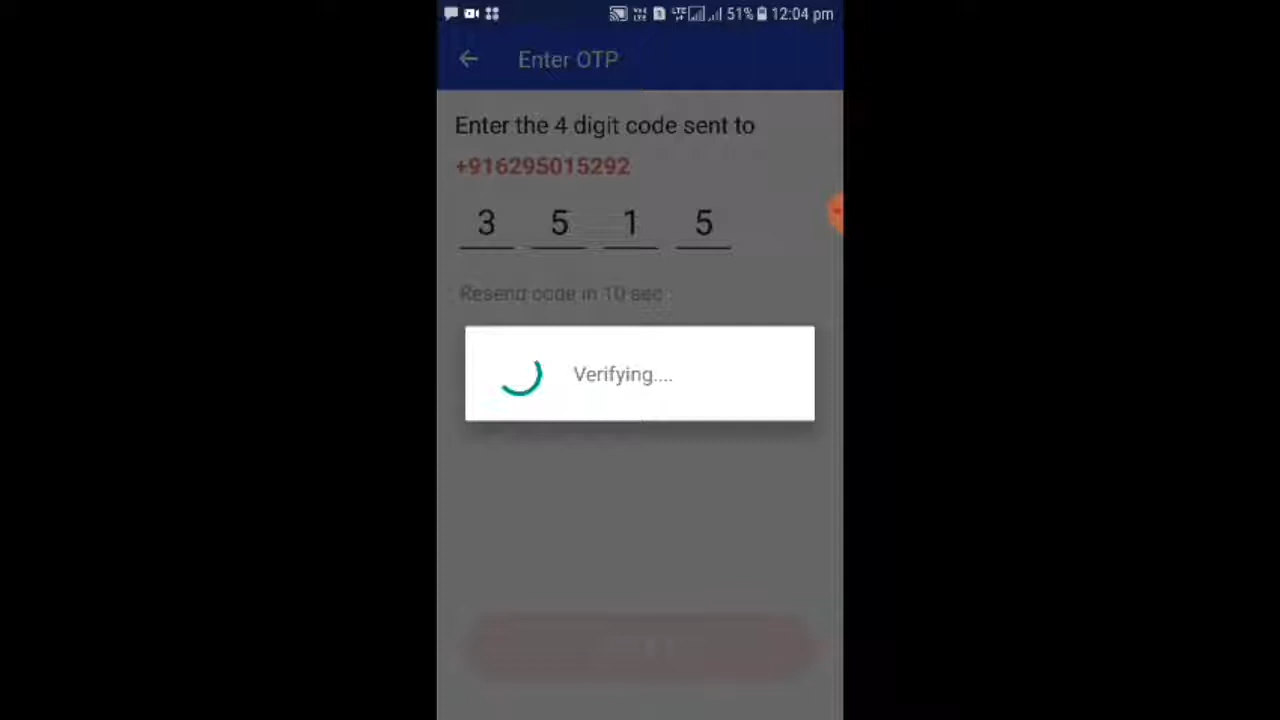 51% 12:04 pm
Enter OTP
Enter the 4 digit code sent to
+916295015292
3 5 1 5
Resend code in 10 sec
Verifying....